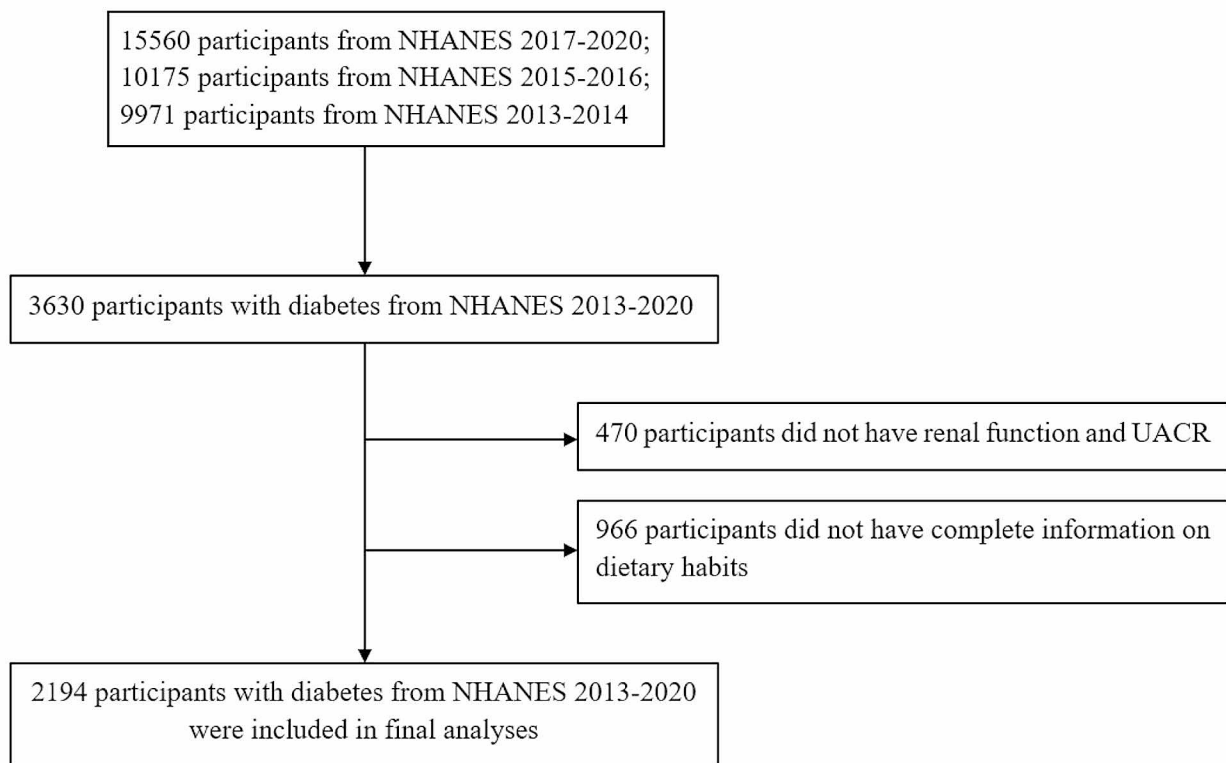 15560 participants from NHANES 2017-2020;
10175 participants from NHANES 2015-2016;
9971 participants from NHANES 2013-2014
3630 participants with diabetes from NHANES 2013-2020
470 participants did not have renal function and UACR
966 participants did not have complete information on
dietary habits
2194 participants with diabetes from NHANES 2013-2020
were included in final analyses